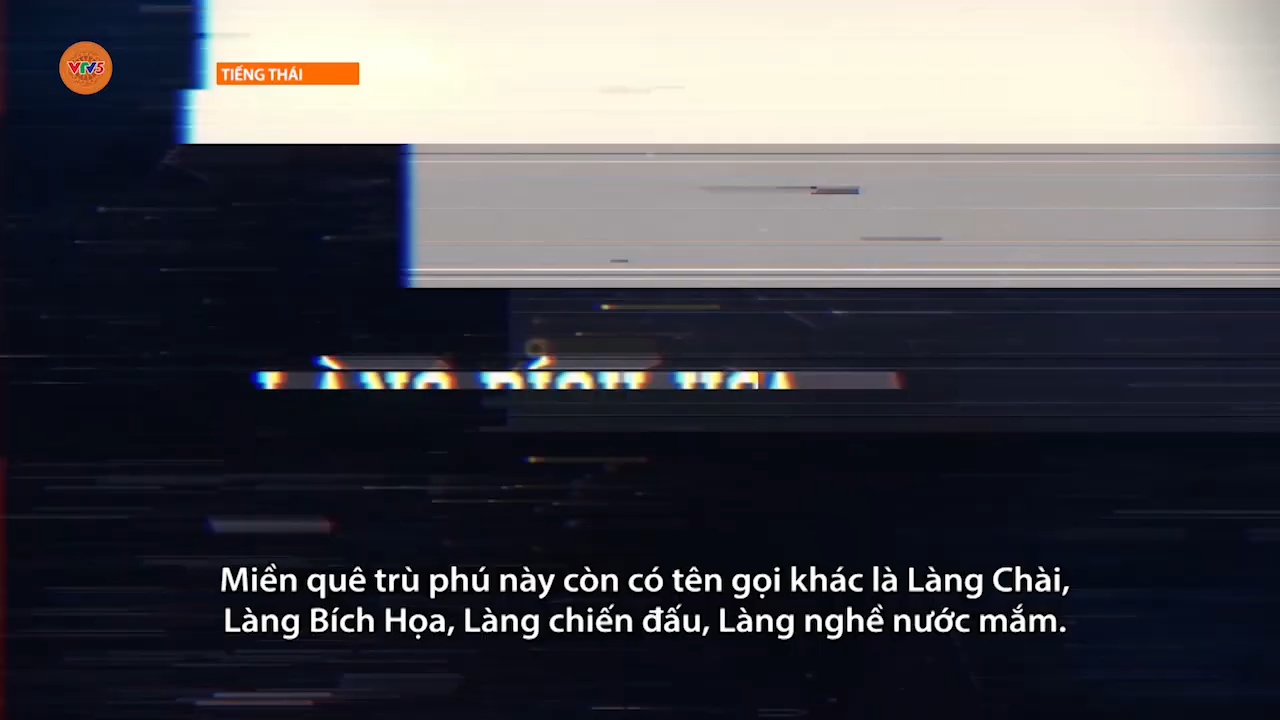 VTV5
TIẾNG THÁI
Miền quê trù phú này còn có tên gọi khác là Làng Chài,
Làng Bích Họa, Làng chiến đấu, Làng nghề nước mắm.